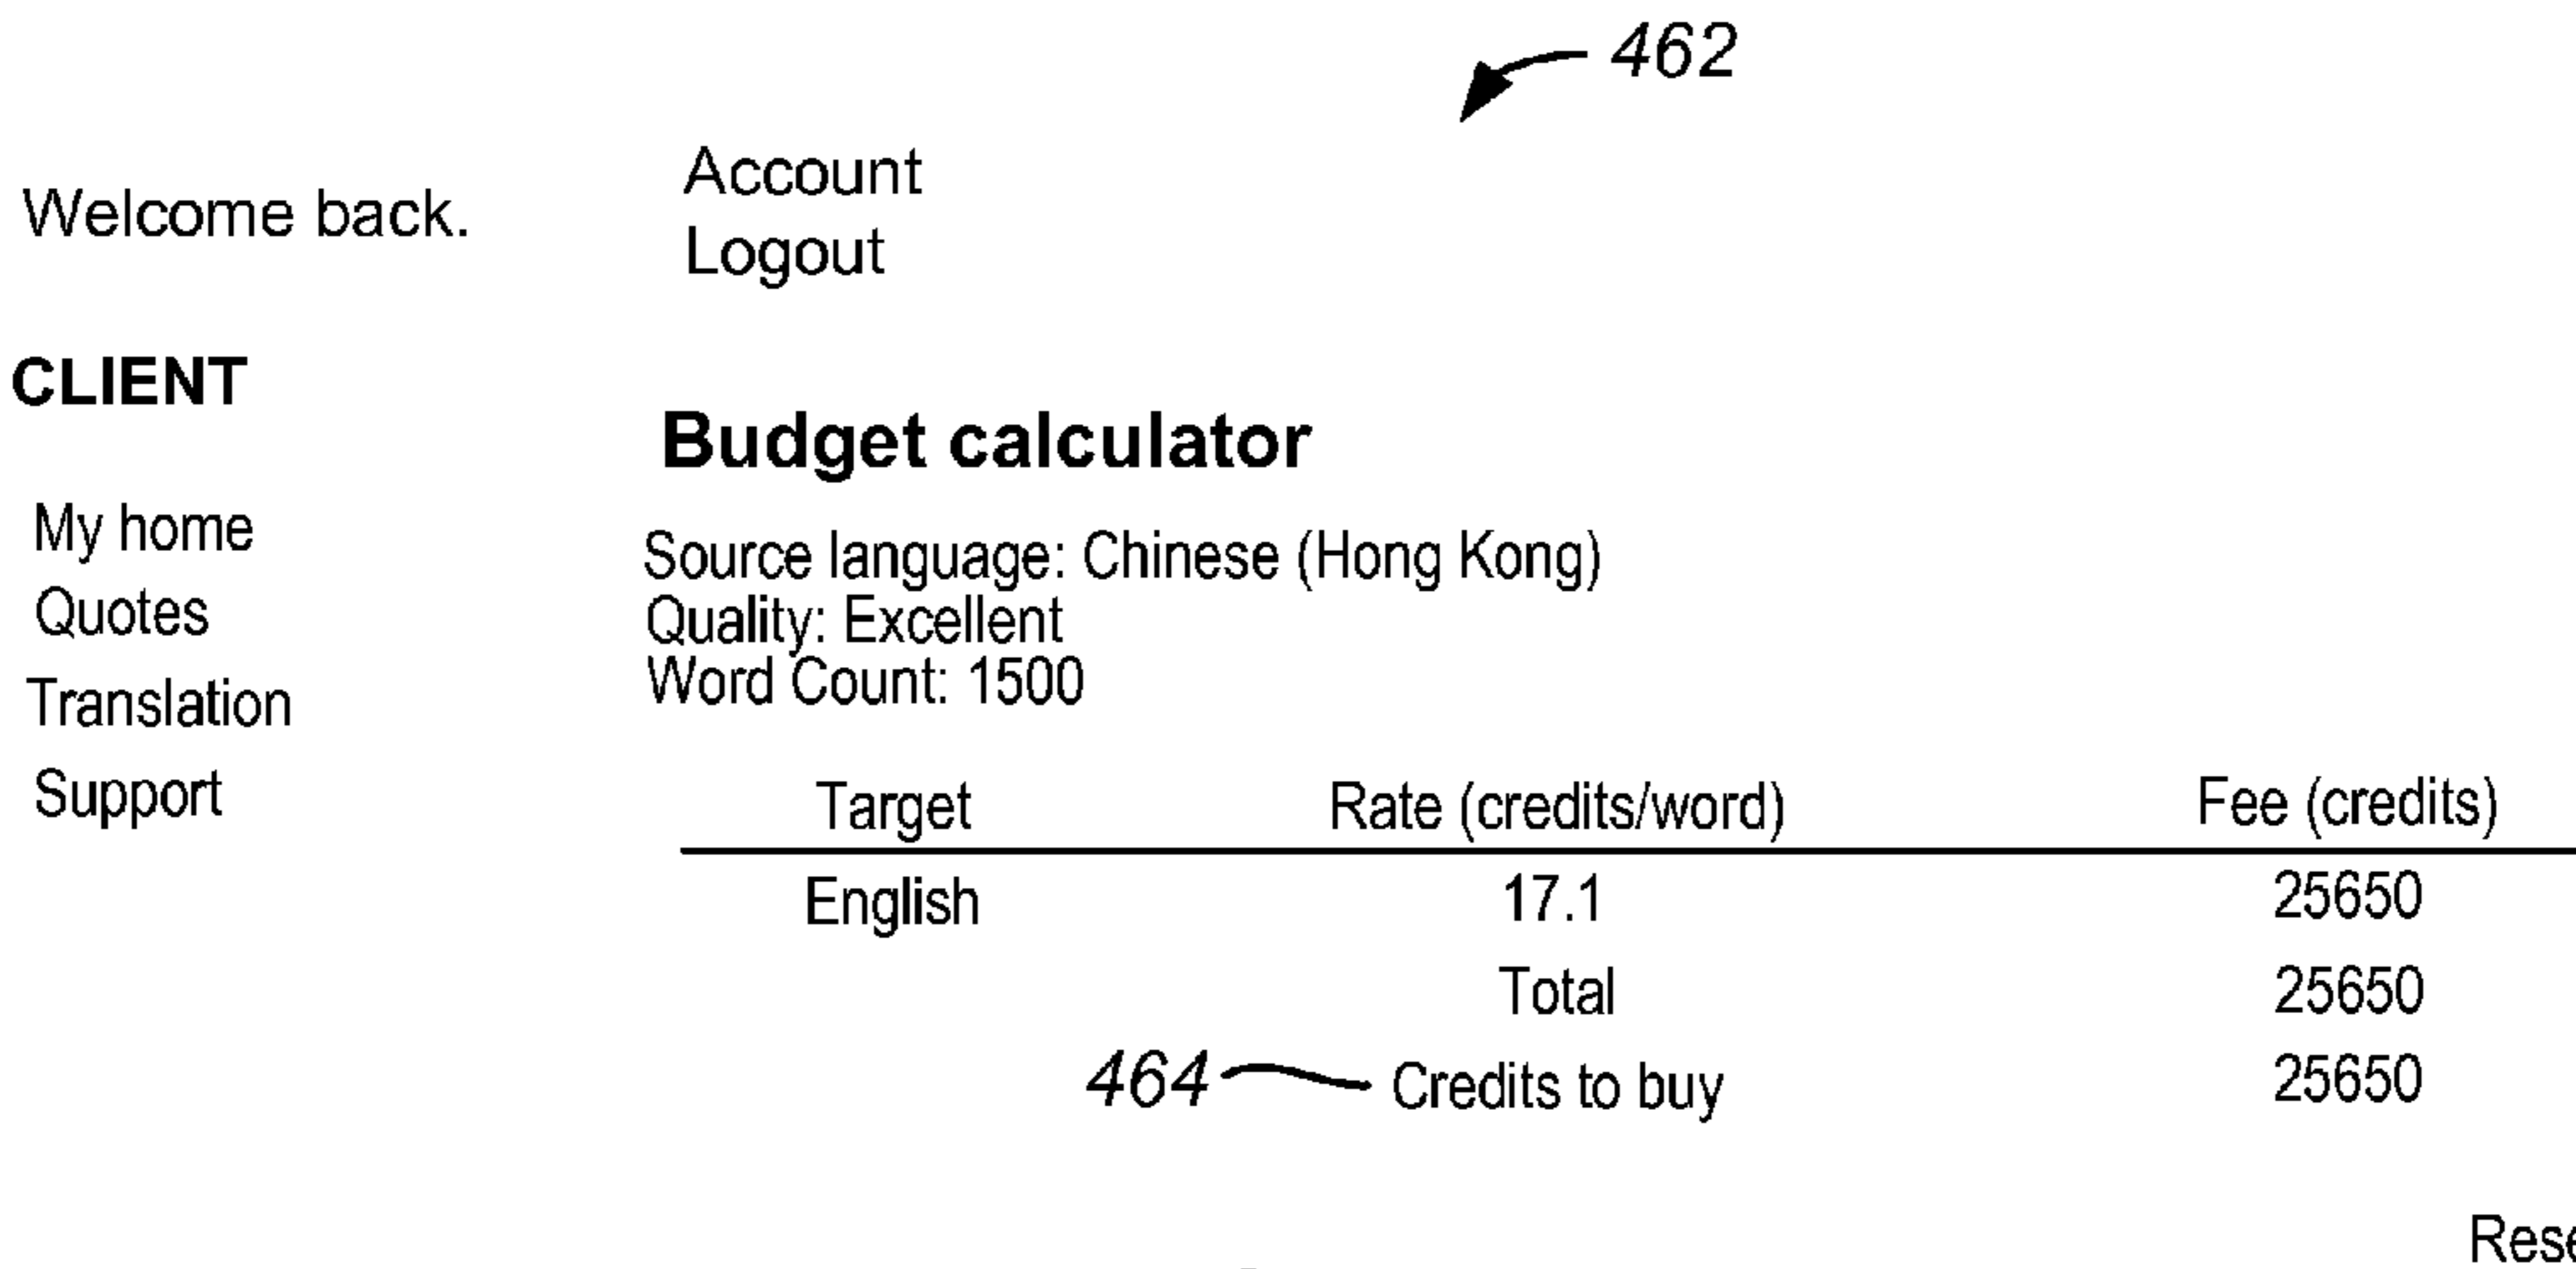 462
Welcome back.
Account
Logout
CLIENT
My home
Quotes
Translation
Support
Budget calculator
Source language: Chinese (Hong Kong)
Quality: Excellent
Word Count: 1500
Target Rate (credits/word) Fee (credits)
English 17.1 25650
Total 25650
464 Credits to buy 25650